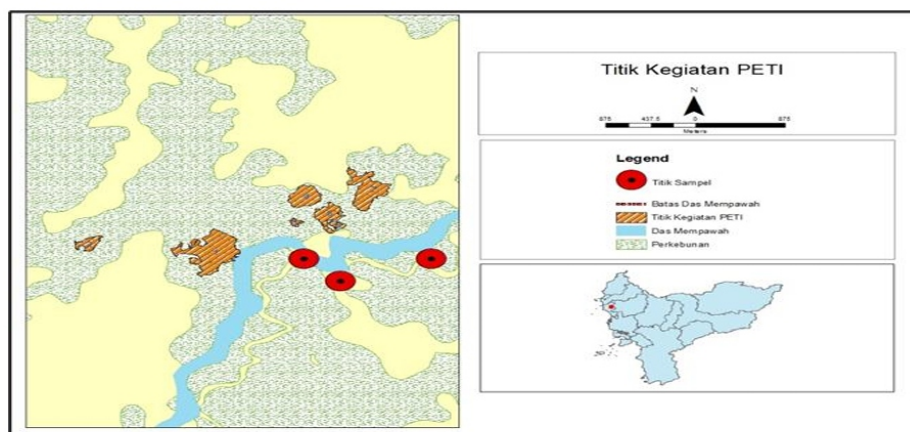 Titik Kegiatan PETI
N
875 437.5 0 875
Meters
Legend
Titik Sampel
Batas Das Mempawah
Titik Kegiatan PETI
Das Mempawah
Perkebunan